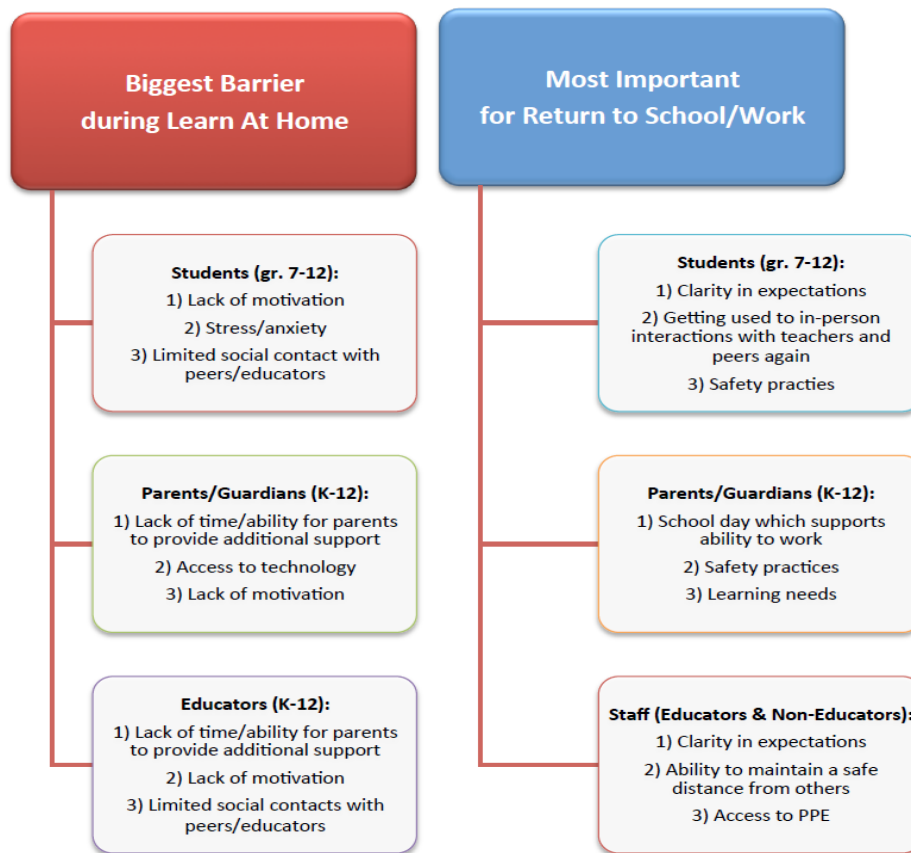 Biggest Barrier
during Learn At Home
Students (gr. 7-12):
1) Lack of motivation
2) Stress/anxiety
3) Limited social contact with
peers/educators
Parents/Guardians (K-12):
1) Lack of time/ability for parents
to provide additional support
2) Access to technology
3) Lack of motivation
Educators (K-12):
1) Lack of time/ability for parents
to provide additional support
2) Lack of motivation
3) Limited social contacts with
peers/educators
Most Important
for Return to School/Work
Students (gr. 7-12):
1) Clarity in expectations
2) Getting used to in-person
interactions with teachers and
peers again
3) Safety practies
Parents/Guardians (K-12):
1) School day which supports
ability to work
2) Safety practices
3) Learning needs
Staff (Educators & Non-Educators):
1) Clarity in expectations
2) Ability to maintain a safe
distance from others
3) Access to PPE